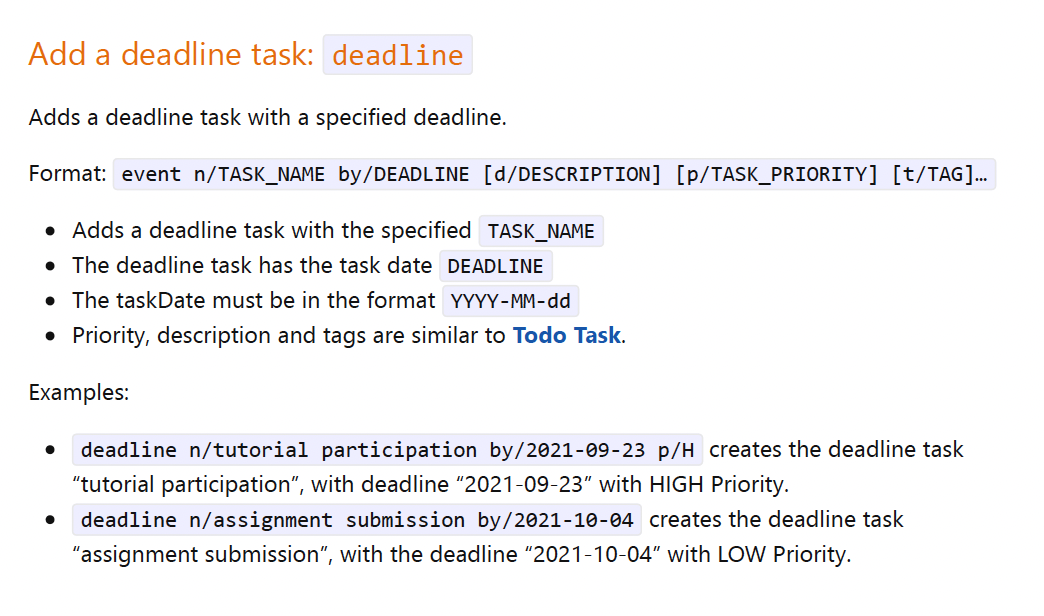 Add a deadline task: deadline
Adds a deadline task with a specified deadline.
Format: event n/TASK_NAME by/DEADLINE [d/DESCRIPTION] [p/TASK_PRIORITY] [t/TAG]…
• Adds a deadline task with the specified TASK_NAME
• The deadline task has the task date DEADLINE
• The taskDate must be in the format YYYY-MM-dd
• Priority, description and tags are similar to Todo Task.
Examples:
• deadline n/tutorial participation by/2021-09-23 p/H creates the deadline task
“tutorial participation”, with deadline “2021-09-23” with HIGH Priority.
• deadline n/assignment submission by/2021-10-04 creates the deadline task
“assignment submission”, with the deadline “2021-10-04” with LOW Priority.